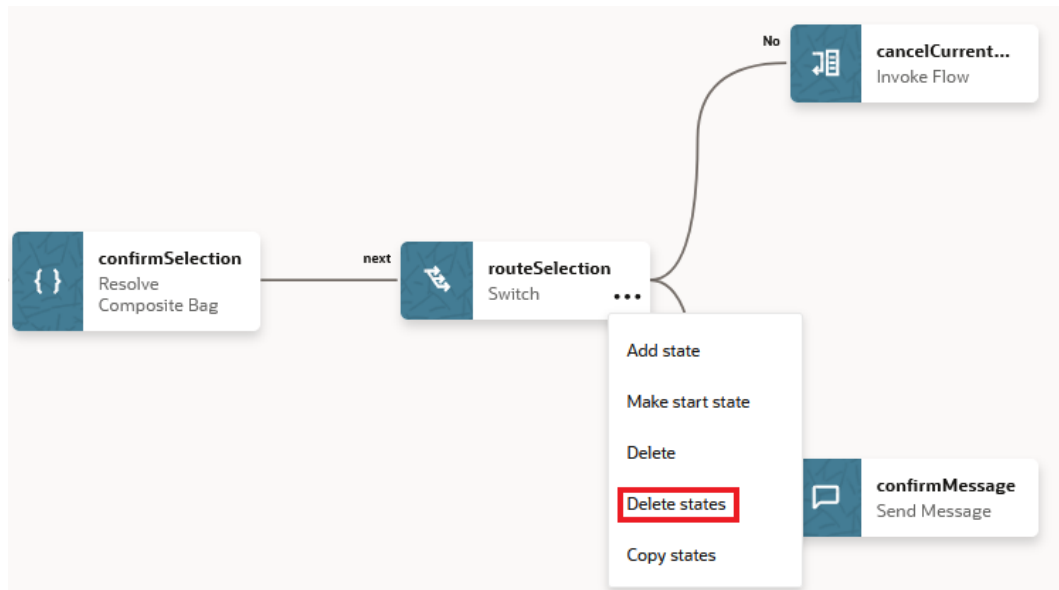 No
cancelCurrent...
Invoke Flow
confirmSelection
Resolve
Composite Bag
next
routeSelection
Switch
Add state
Make start state
Delete
Delete states
Copy states
confirmMessage
Send Message